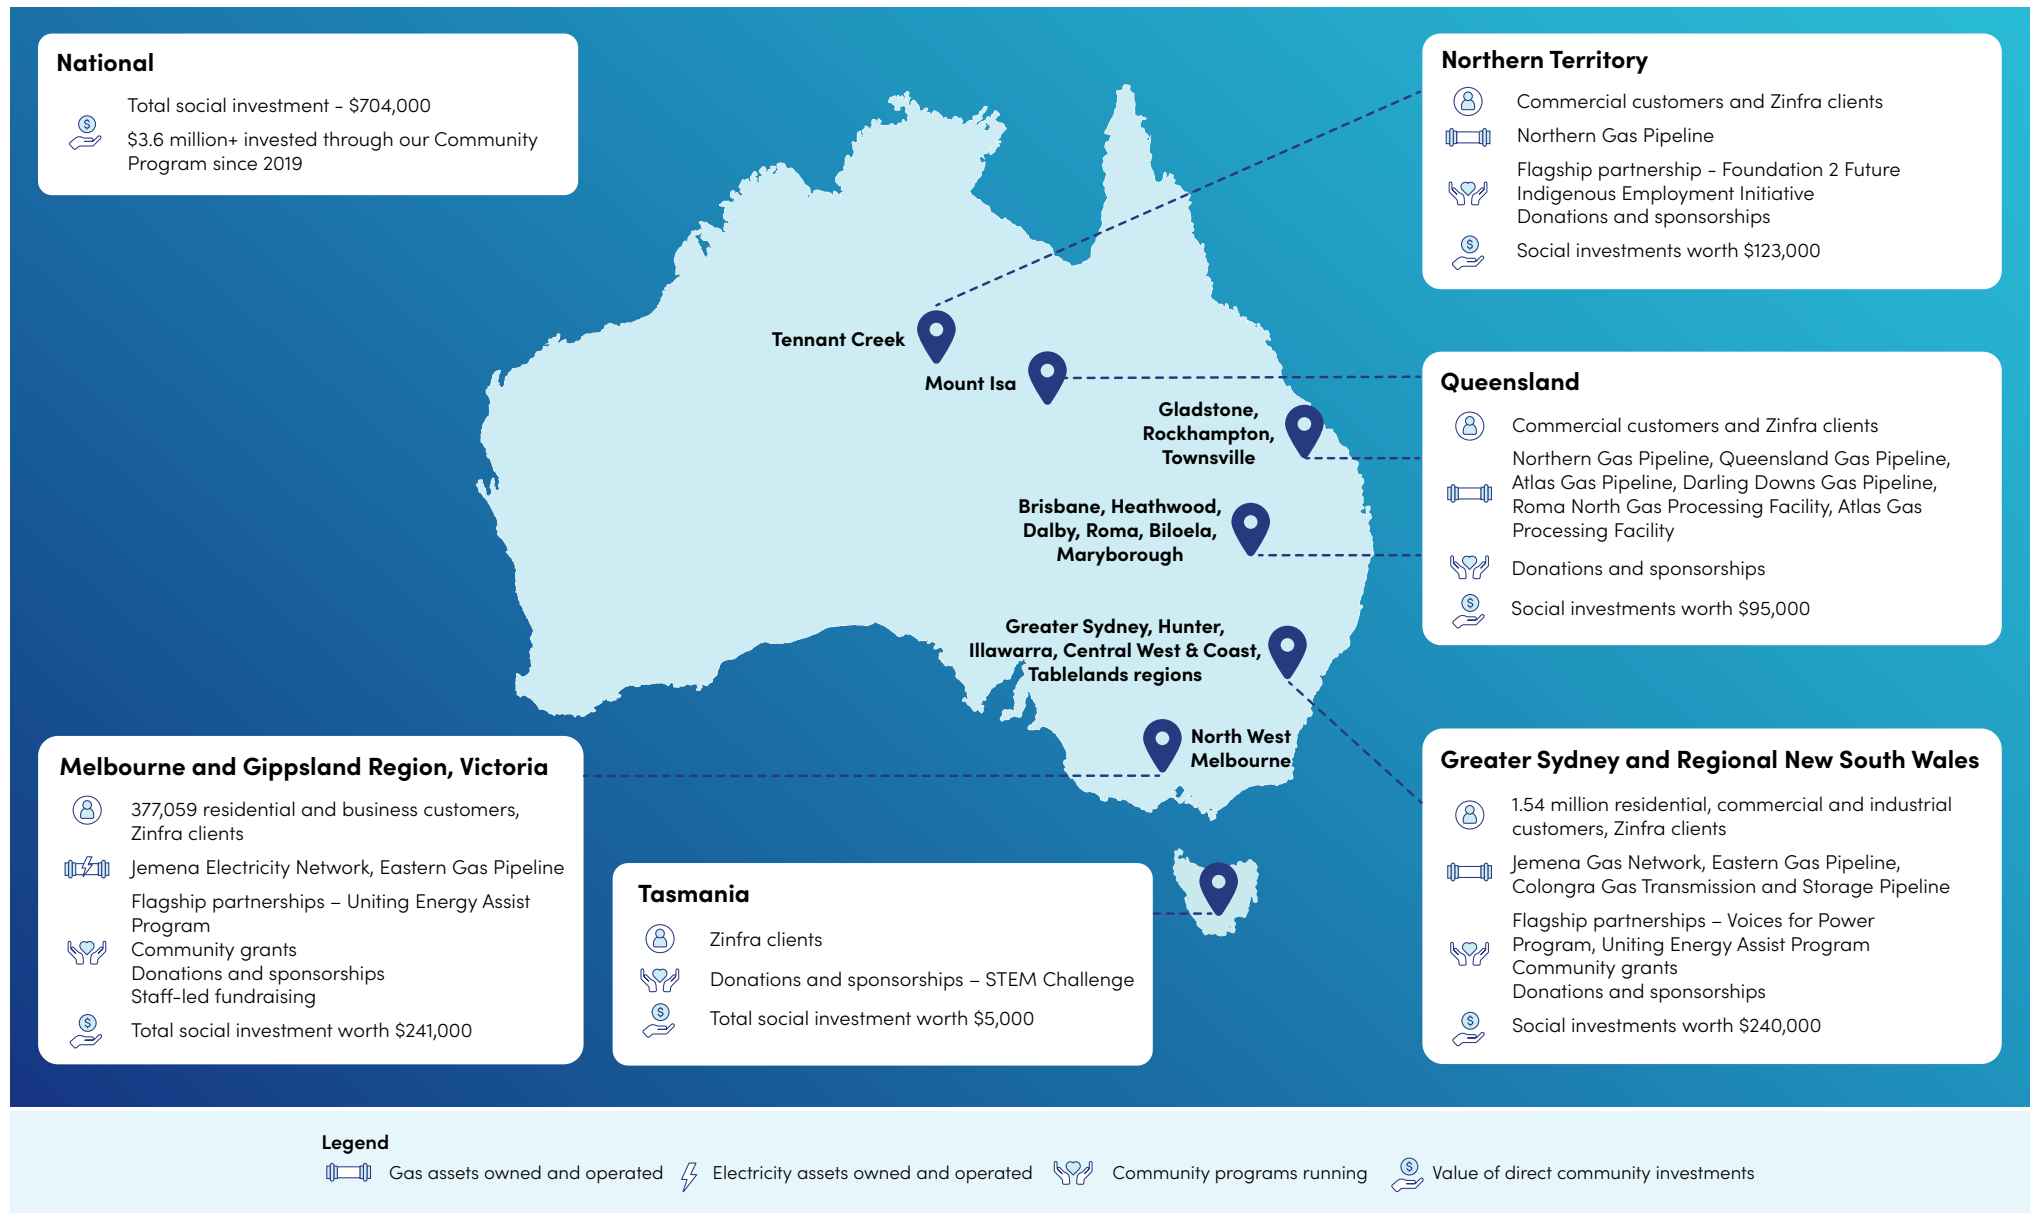 National
Total social investment - $704,000
$3.6 million+ invested through our Community
Program since 2019
Northern Territory
Commercial customers and Zinfra clients
Northern Gas Pipeline
Flagship partnership - Foundation 2 Future
Indigenous Employment Initiative
Donations and sponsorships
Social investments worth $123,000
Tennant Creek
Mount Isa
Gladstone,
Rockhampton,
Townsville
Brisbane, Heathwood,
Dalby, Roma, Biloela,
Maryborough
Greater Sydney, Hunter,
Illawarra, Central West & Coast,
Tablelands regions
North West
Melbourne
Queensland
Commercial customers and Zinfra clients
Northern Gas Pipeline, Queensland Gas Pipeline,
Atlas Gas Pipeline, Darling Downs Gas Pipeline,
Roma North Gas Processing Facility, Atlas Gas
Processing Facility
Donations and sponsorships
Social investments worth $95,000
Melbourne and Gippsland Region, Victoria
377,059 residential and business customers,
Zinfra clients
Jemena Electricity Network, Eastern Gas Pipeline
Flagship partnerships – Uniting Energy Assist
Program
Community grants
Donations and sponsorships
Staff-led fundraising
Total social investment worth $241,000
Tasmania
Zinfra clients
Donations and sponsorships – STEM Challenge
Total social investment worth $5,000
Greater Sydney and Regional New South Wales
1.54 million residential, commercial and industrial
customers, Zinfra clients
Jemena Gas Network, Eastern Gas Pipeline,
Colongra Gas Transmission and Storage Pipeline
Flagship partnerships – Voices for Power
Program, Uniting Energy Assist Program
Community grants
Donations and sponsorships
Social investments worth $240,000
Legend
Gas assets owned and operated
Electricity assets owned and operated
Community programs running
Value of direct community investments